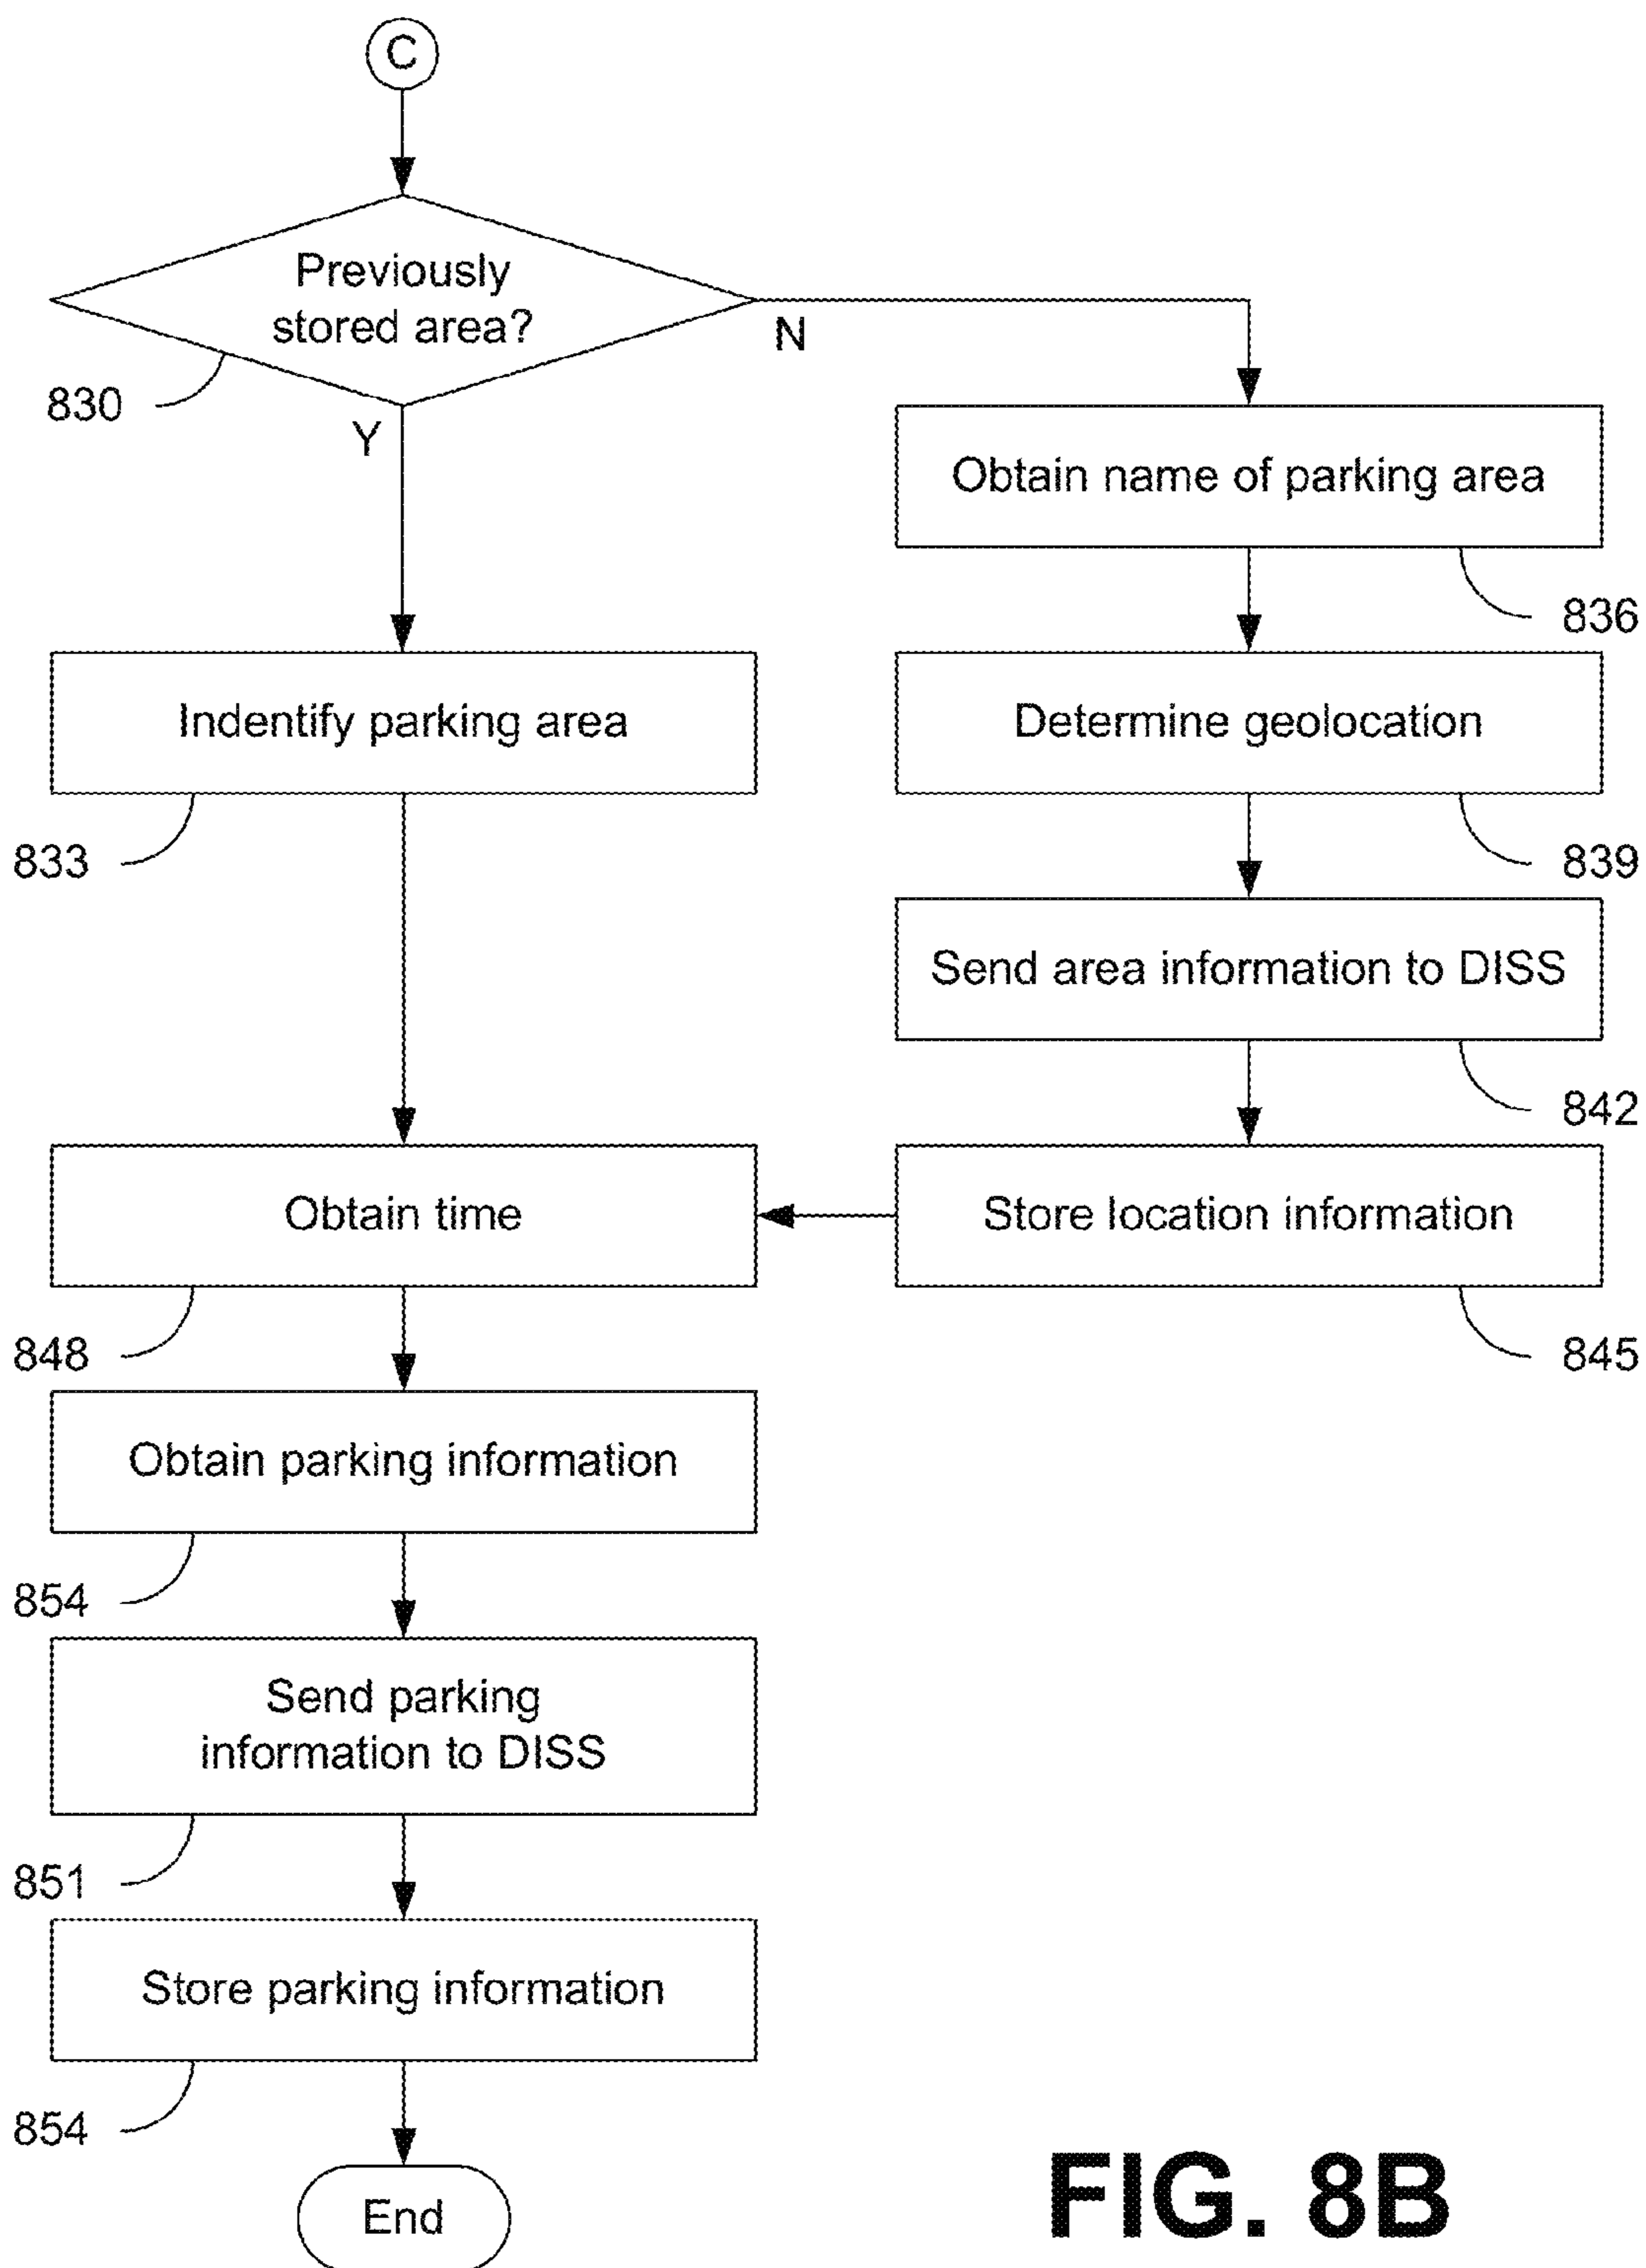 C
Previously
stored area?
N
830
Y
Obtain name of parking area
836
Indentify parking area
Determine geolocation
833
839
Send area information to DISS
842
Obtain time
Store location information
848
845
Obtain parking information
854
Send parking
information to DISS
851
Store parking information
854
End
FIG. 8B